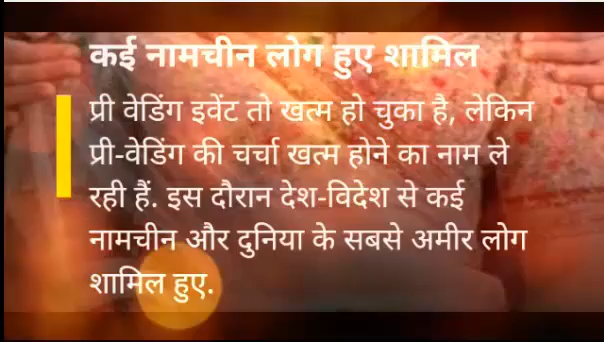 कई नामचीन लोग हुए शामिल
प्री वेडिंग इवेंट तो खत्म हो चुका है, लेकिन
प्री-वेडिंग की चर्चा खत्म होने का नाम ले
रही हैं. इस दौरान देश-विदेश से कई
नामचीन और दुनिया के सबसे अमीर लोग
शामिल हुए.